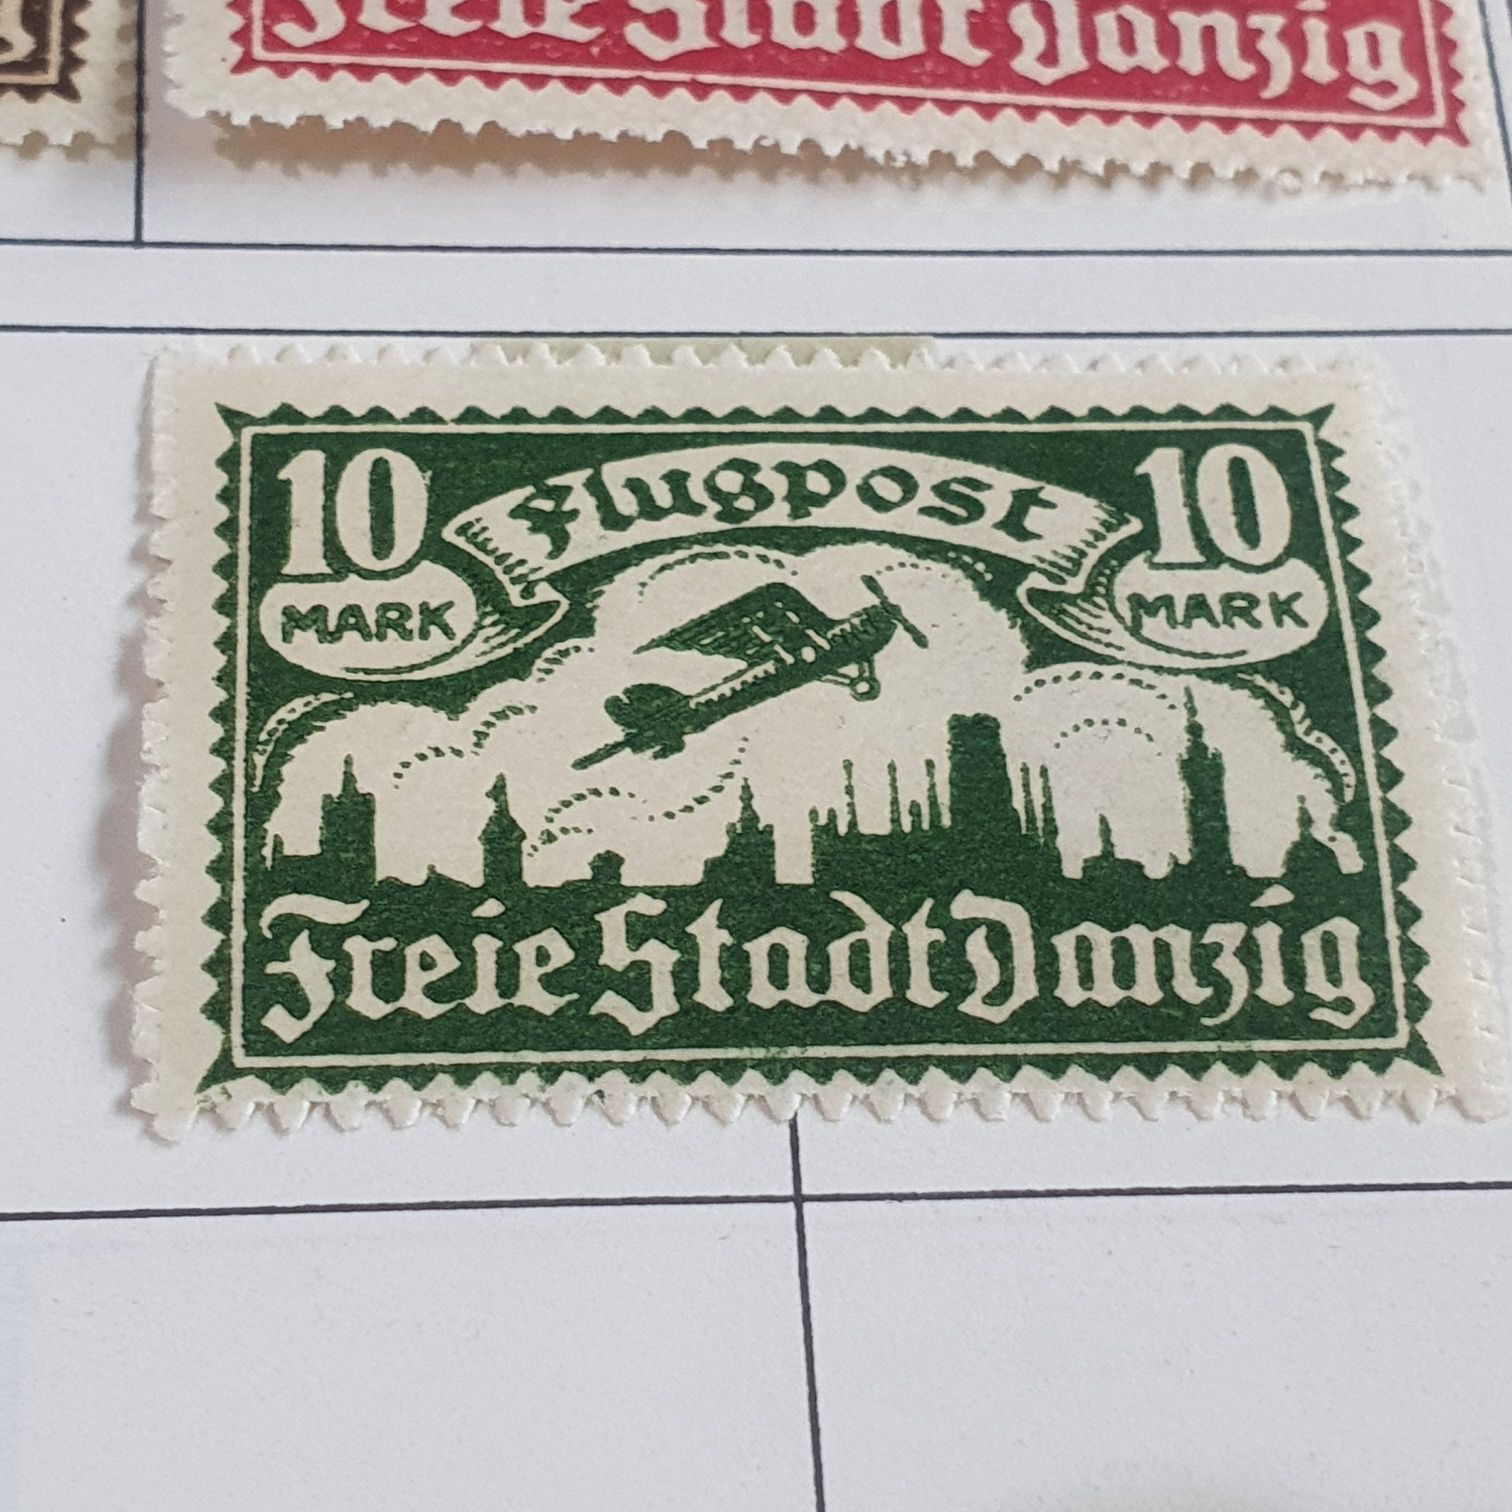 Freie Stadt Danzig
10 Flugpost 10
MARK MARK
Freie Stadt Danzig